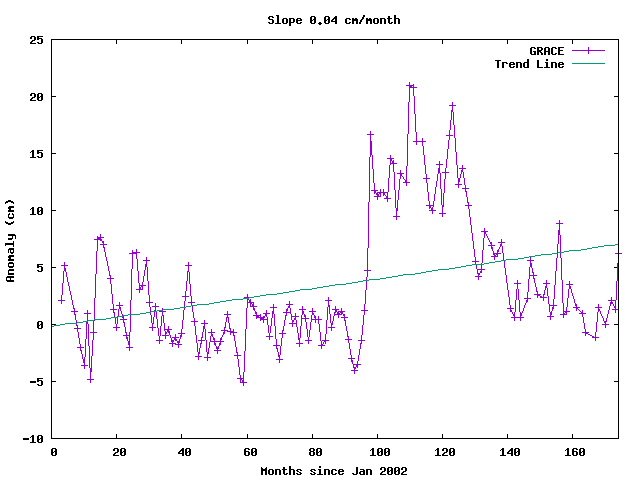 Slope 0.04 cm/month
25
GRACE
Trend Line
20
15
10
5
0
-5
-10
Anomaly (cm)
0 20 40 60 80 100 120 140 160
Months since Jan 2002